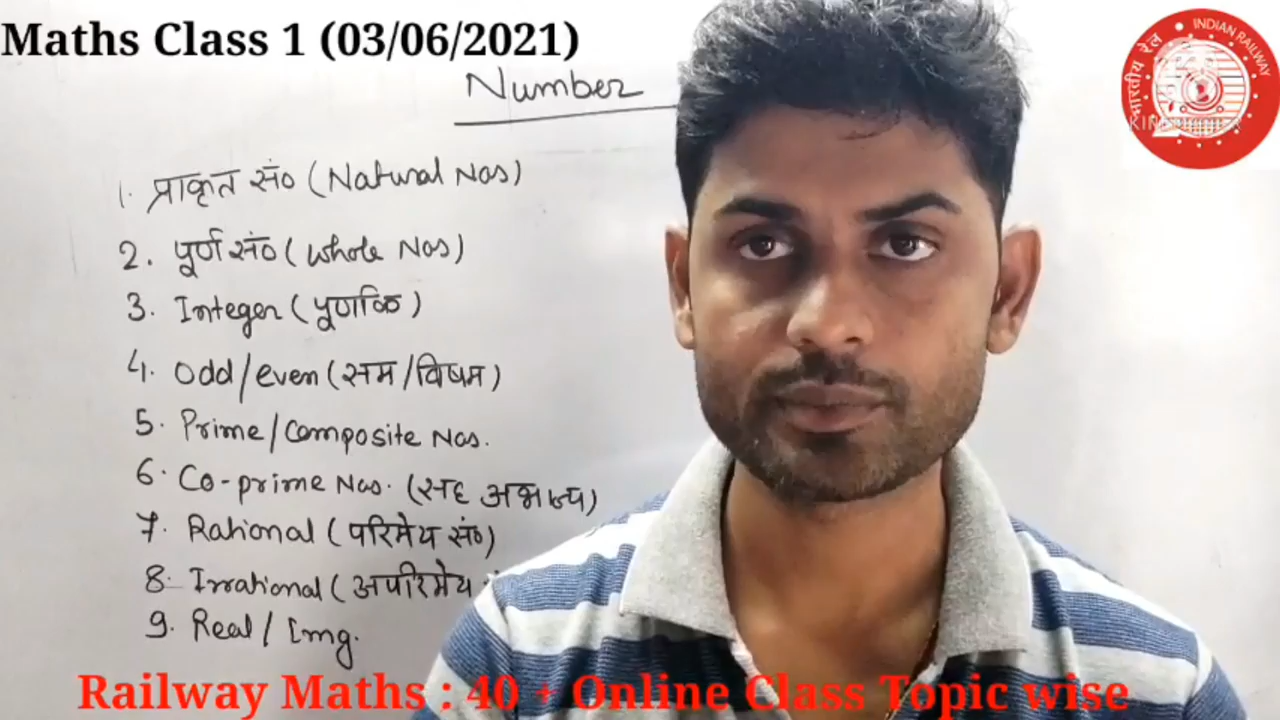 Maths Class 1 (03/06/2021)
Number
भारतीय रेल
INDIAN RAILWAY
1. प्राकृत सं० (Natural Nos)
2. पूर्ण सं० (Whole Nos)
3. Integer (पूर्णांक)
4. Odd/even (सम/विषम)
5. Prime/Composite Nos.
6. Co-prime Nos. (सह अभाज्य)
7. Rational (परिमेय सं०)
8. Irrational (अपरिमेय
9. Real / Img.
Railway Maths : 40 + Online Class Topic wise